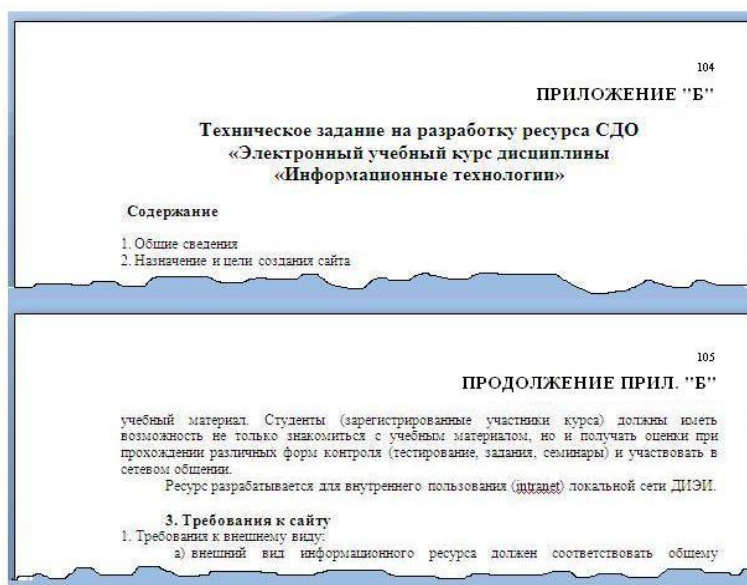 104
ПРИЛОЖЕНИЕ "Б"
Техническое задание на разработку ресурса СДО
«Электронный учебный курс дисциплины
«Информационные технологии»
Содержание
1. Общие сведения
2. Назначение и цели создания сайта
105
ПРОДОЛЖЕНИЕ ПРИЛ. "Б"
учебный материал. Студенты (зарегистрированные участники курса) должны иметь
возможность не только знакомиться с учебным материалом, но и получать оценки при
прохождении различных форм контроля (тестирование, задания, семинары) и участвовать в
сетевом общении.
Ресурс разрабатывается для внутреннего пользования (intranet) локальной сети ДИЭИ.
3. Требования к сайту
1. Требования к внешнему виду:
а) внешний вид информационного ресурса должен соответствовать общему